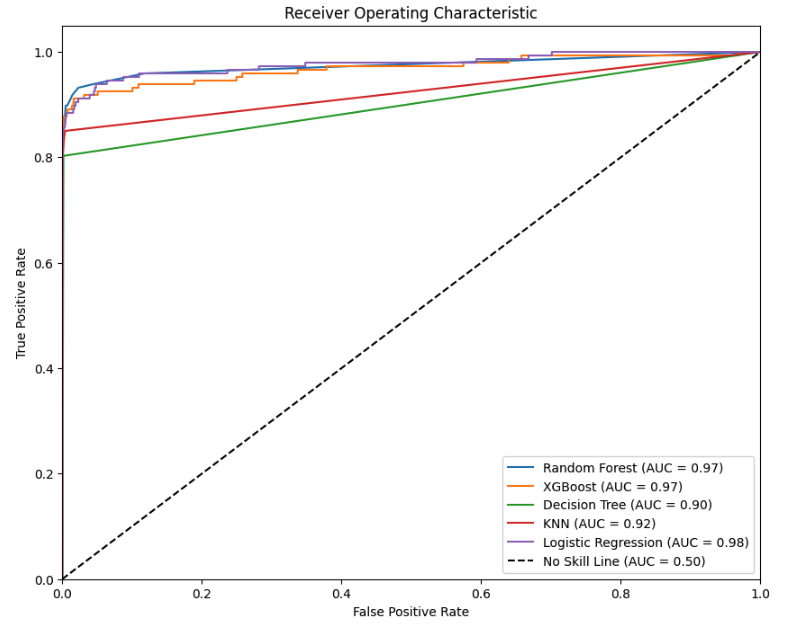 Receiver Operating Characteristic
True Positive Rate
1.0
0.8
0.6
0.4
0.2
0.0
0.0 0.2 0.4 0.6 0.8 1.0
False Positive Rate
Random Forest (AUC = 0.97)
XGBoost (AUC = 0.97)
Decision Tree (AUC = 0.90)
KNN (AUC = 0.92)
Logistic Regression (AUC = 0.98)
No Skill Line (AUC = 0.50)